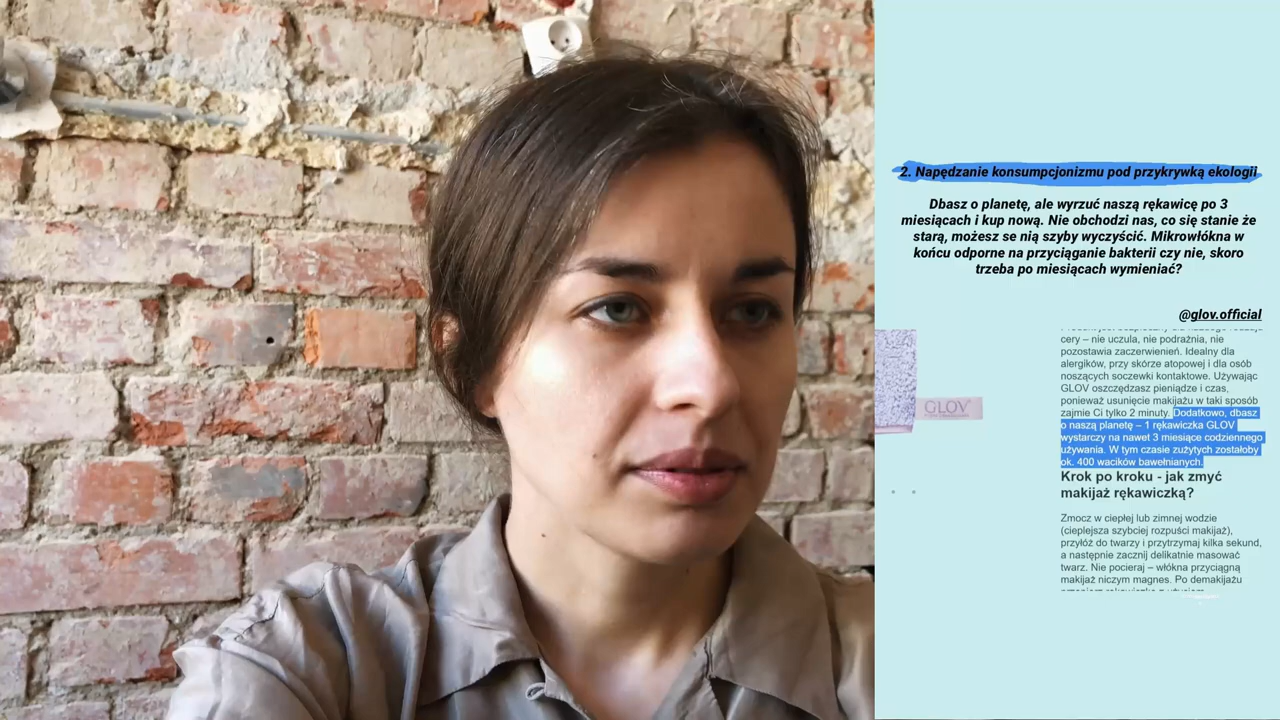 2. Napędzanie konsumpcjonizmu pod przykrywką ekologii
Dbasz o planetę, ale wyrzuć naszą rękawicę po 3
miesiącach i kup nową. Nie obchodzi nas, co się stanie że
starą, możesz se nią szyby wyczyścić. Mikrowłókna w
końcu odporne na przyciąganie bakterii czy nie, skoro
trzeba po miesiącach wymieniać?
@glov.official
cery – nie uczula, nie podrażnia, nie
pozostawia zaczerwienień. Idealny dla
alergików, przy skórze atopowej i dla osób
noszących soczewki kontaktowe. Używając
GLOV oszczędzasz pieniądze i czas,
ponieważ usunięcie makijażu w taki sposób
zajmie Ci tylko 2 minuty. Dodatkowo, dbasz
o naszą planetę – 1 rękawiczka GLOV
wystarczy na nawet 3 miesiące codziennego
używania. W tym czasie zużytych zostałoby
ok. 400 wacików bawełnianych.
GLOV
Krok po kroku - jak zmyć
makijaż rękawiczką?
Zmocz w ciepłej lub zimnej wodzie
(cieplejsza szybciej rozpuści makijaż),
przyłóż do twarzy i przytrzymaj kilka sekund,
a następnie zacznij delikatnie masować
twarz. Nie pocieraj – włókna przyciągną
makijaż niczym magnes. Po demakijażu